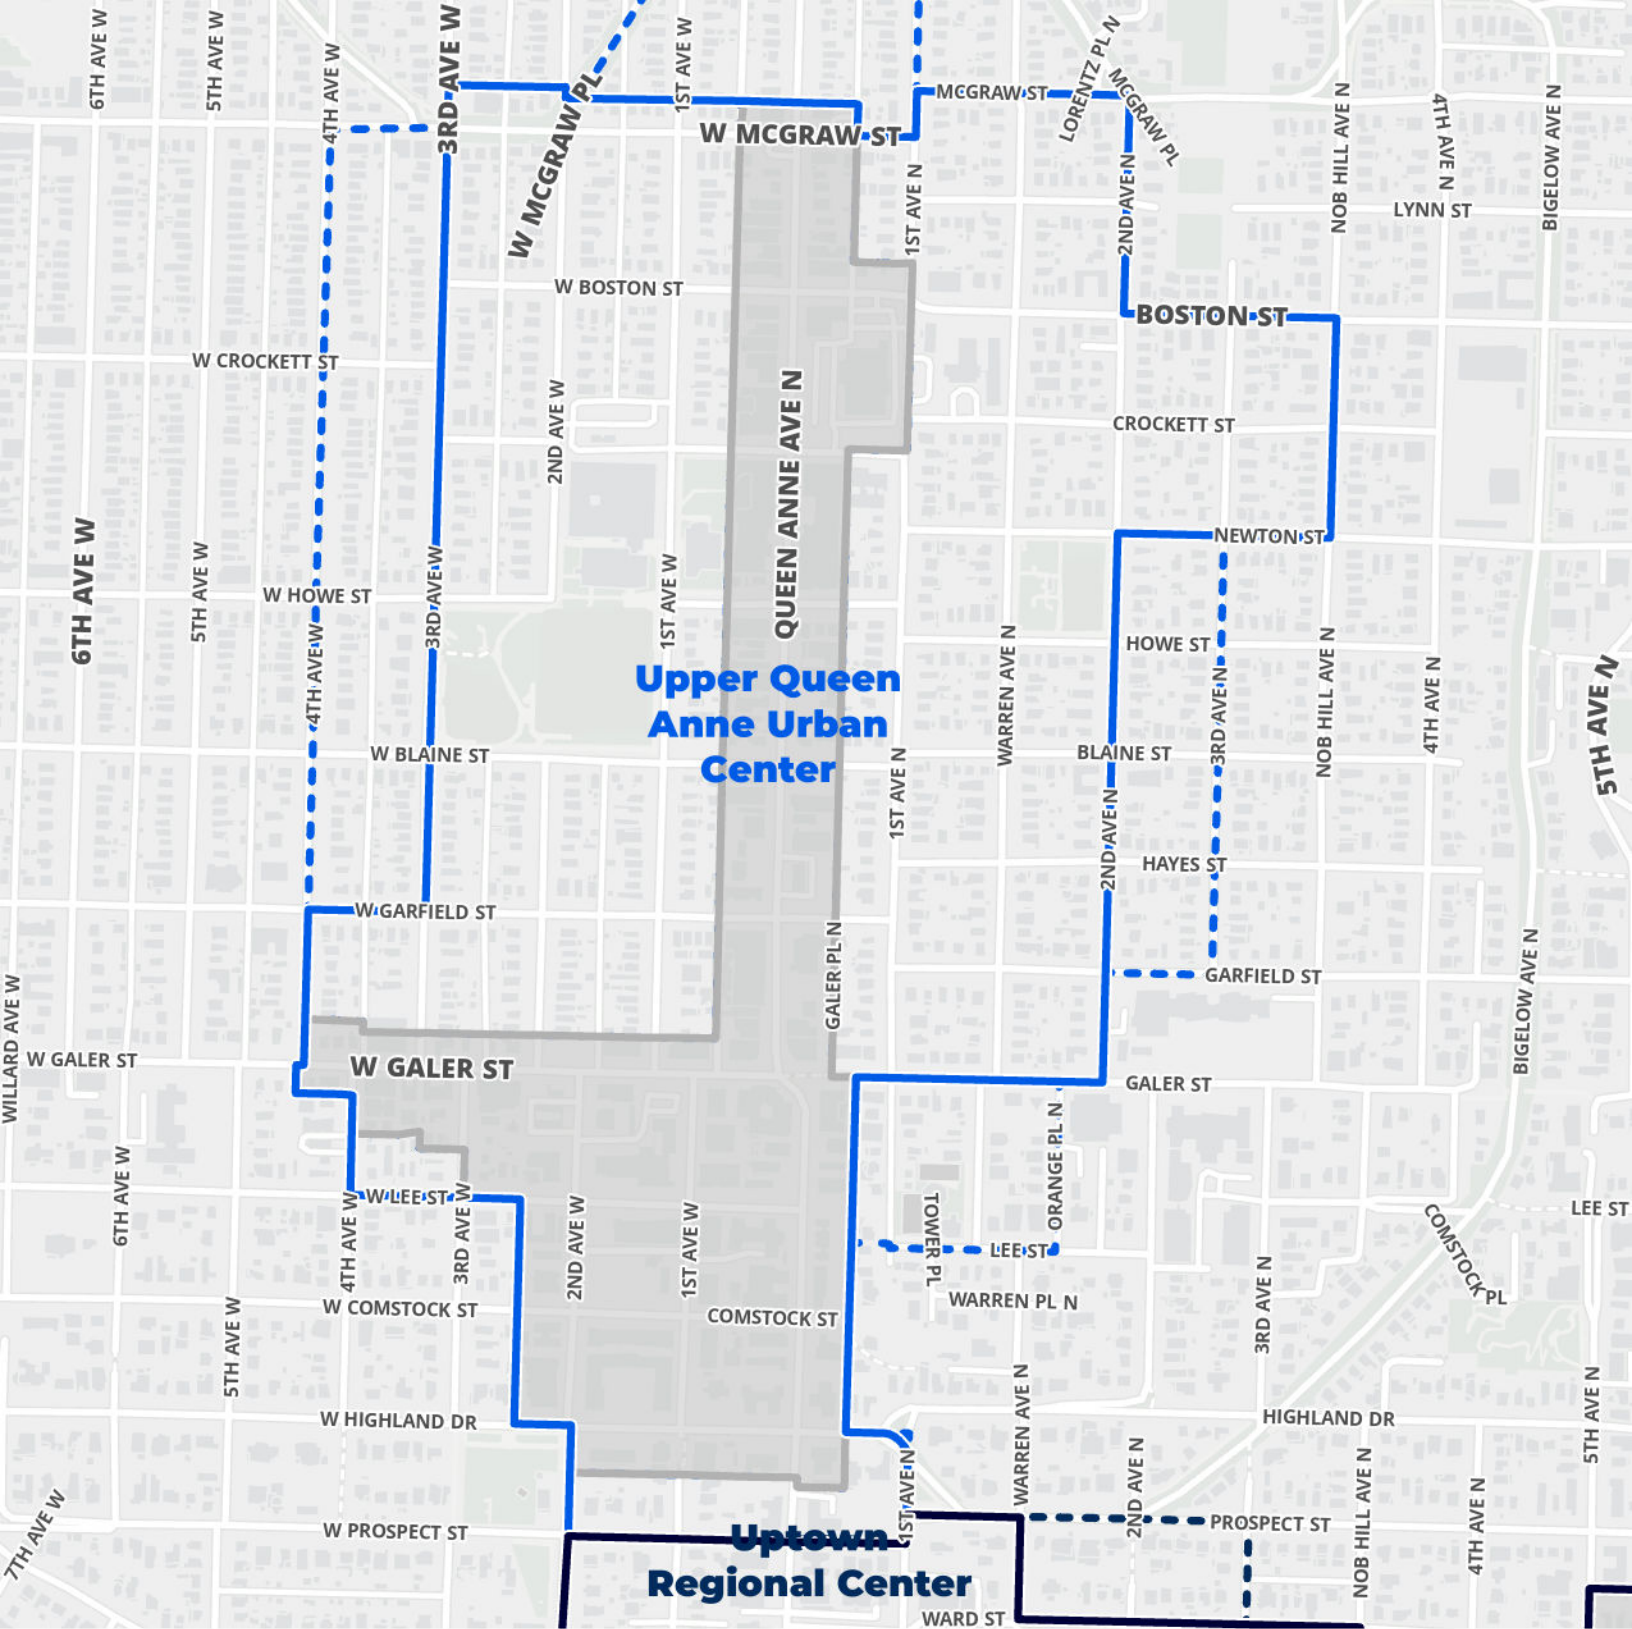 6TH AVE W
5TH AVE W
4TH AVE W
3RD AVE W
1ST AVE W
W MCGRAW PL
W MCGRAW ST
MCGRAW ST
LORENTZ PL N
MCGRAW PL
NOB HILL AVE N
4TH AVE N
BIGELOW AVE N
1ST AVE N
2ND AVE N
LYNN ST
W BOSTON ST
BOSTON ST
W CROCKETT ST
2ND AVE W
QUEEN ANNE AVE N
CROCKETT ST
6TH AVE W
5TH AVE W
W HOWE ST
3RD AVE W
1ST AVE W
NEWTON ST
4TH AVE W
WARREN AVE N
HOWE ST
3RD AVE N
NOB HILL AVE N
4TH AVE N
5TH AVE N
Upper Queen
Anne Urban
Center
W BLAINE ST
BLAINE ST
1ST AVE N
2ND AVE N
HAYES ST
W GARFIELD ST
GALER PL N
GARFIELD ST
BIGELOW AVE N
WILLARD AVE W
W GALER ST
W GALER ST
GALER ST
6TH AVE W
ORANGE PL N
4TH AVE W
W LEE ST
3RD AVE W
2ND AVE W
1ST AVE W
TOWER PL
LEE ST
COMSTOCK PL
LEE ST
5TH AVE W
W COMSTOCK ST
COMSTOCK ST
WARREN PL N
3RD AVE N
W HIGHLAND DR
WARREN AVE N
HIGHLAND DR
5TH AVE N
1ST AVE N
2ND AVE N
NOB HILL AVE N
4TH AVE N
7TH AVE W
W PROSPECT ST
PROSPECT ST
Uptown
Regional Center
WARD ST